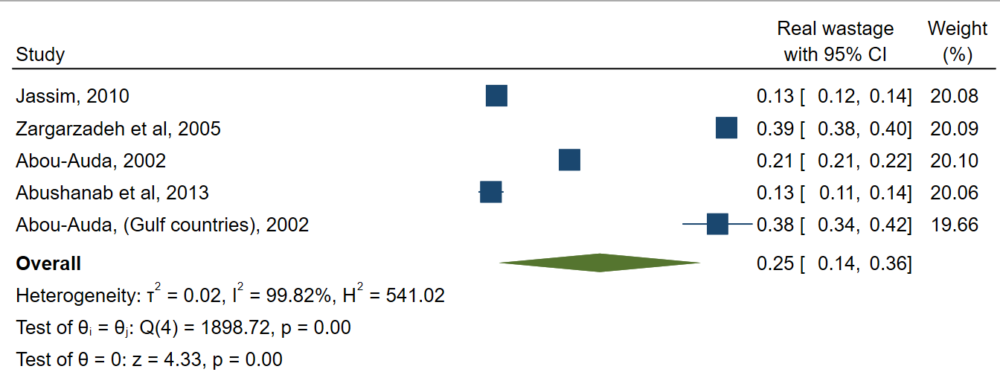 Real wastage Weight
Study with 95% CI (%)
Jassim, 2010 0.13 [ 0.12, 0.14] 20.08
Zargarzadeh et al, 2005 0.39 [ 0.38, 0.40] 20.09
Abou-Auda, 2002 0.21 [ 0.21, 0.22] 20.10
Abushanab et al, 2013 0.13 [ 0.11, 0.14] 20.06
Abou-Auda, (Gulf countries), 2002 0.38 [ 0.34, 0.42] 19.66
Overall 0.25 [ 0.14, 0.36]
Heterogeneity: τ² = 0.02, I² = 99.82%, H² = 541.02
Test of θᵢ = θⱼ: Q(4) = 1898.72, p = 0.00
Test of θ = 0: z = 4.33, p = 0.00